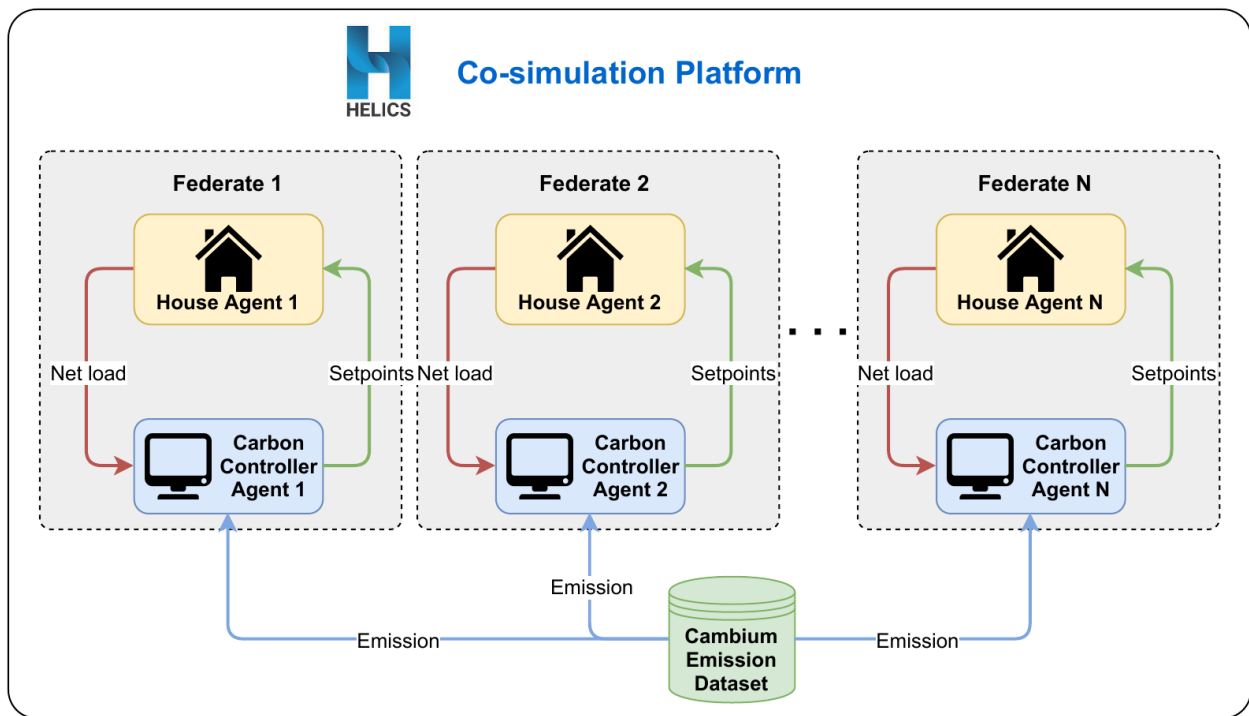 HELICS
Co-simulation Platform
Federate 1
House Agent 1
Net load
Setpoints
Carbon
Controller
Agent 1
Federate 2
House Agent 2
Net load
Setpoints
Carbon
Controller
Agent 2
. . .
Federate N
House Agent N
Net load
Setpoints
Carbon
Controller
Agent N
Emission
Emission
Emission
Cambium
Emission
Dataset